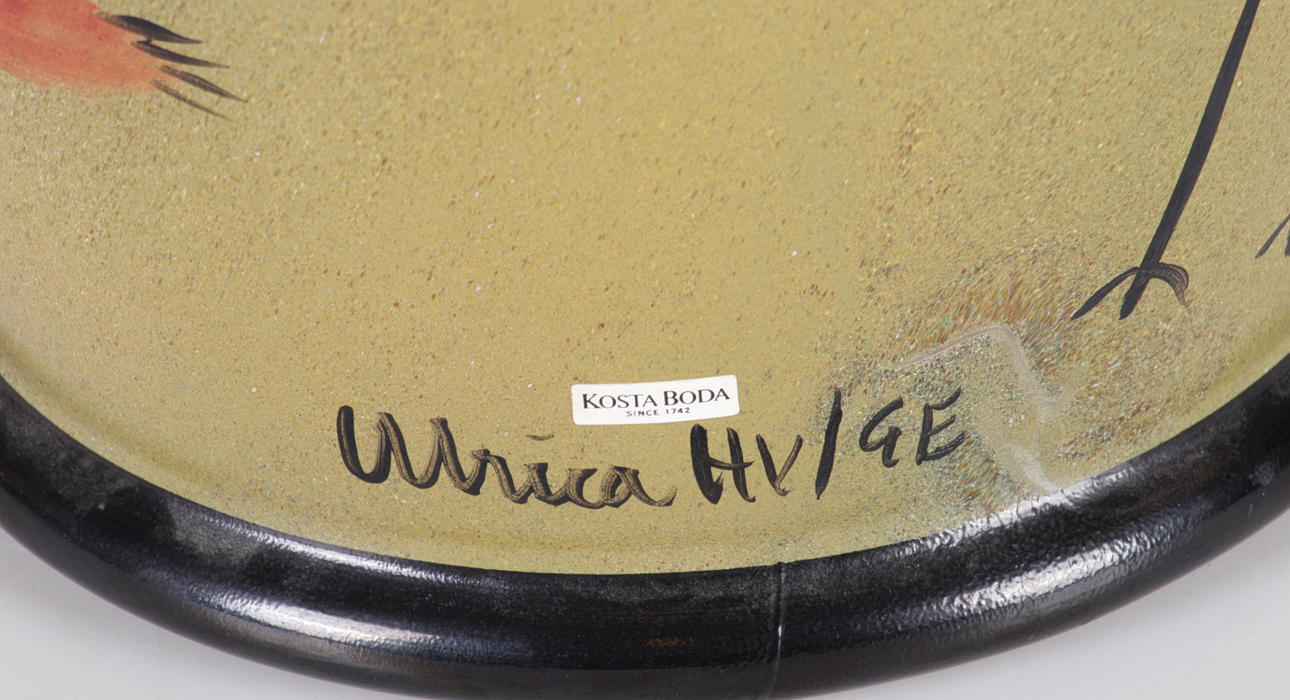 KOSTA BODA
SINCE 1742
Ulrica HV/GE